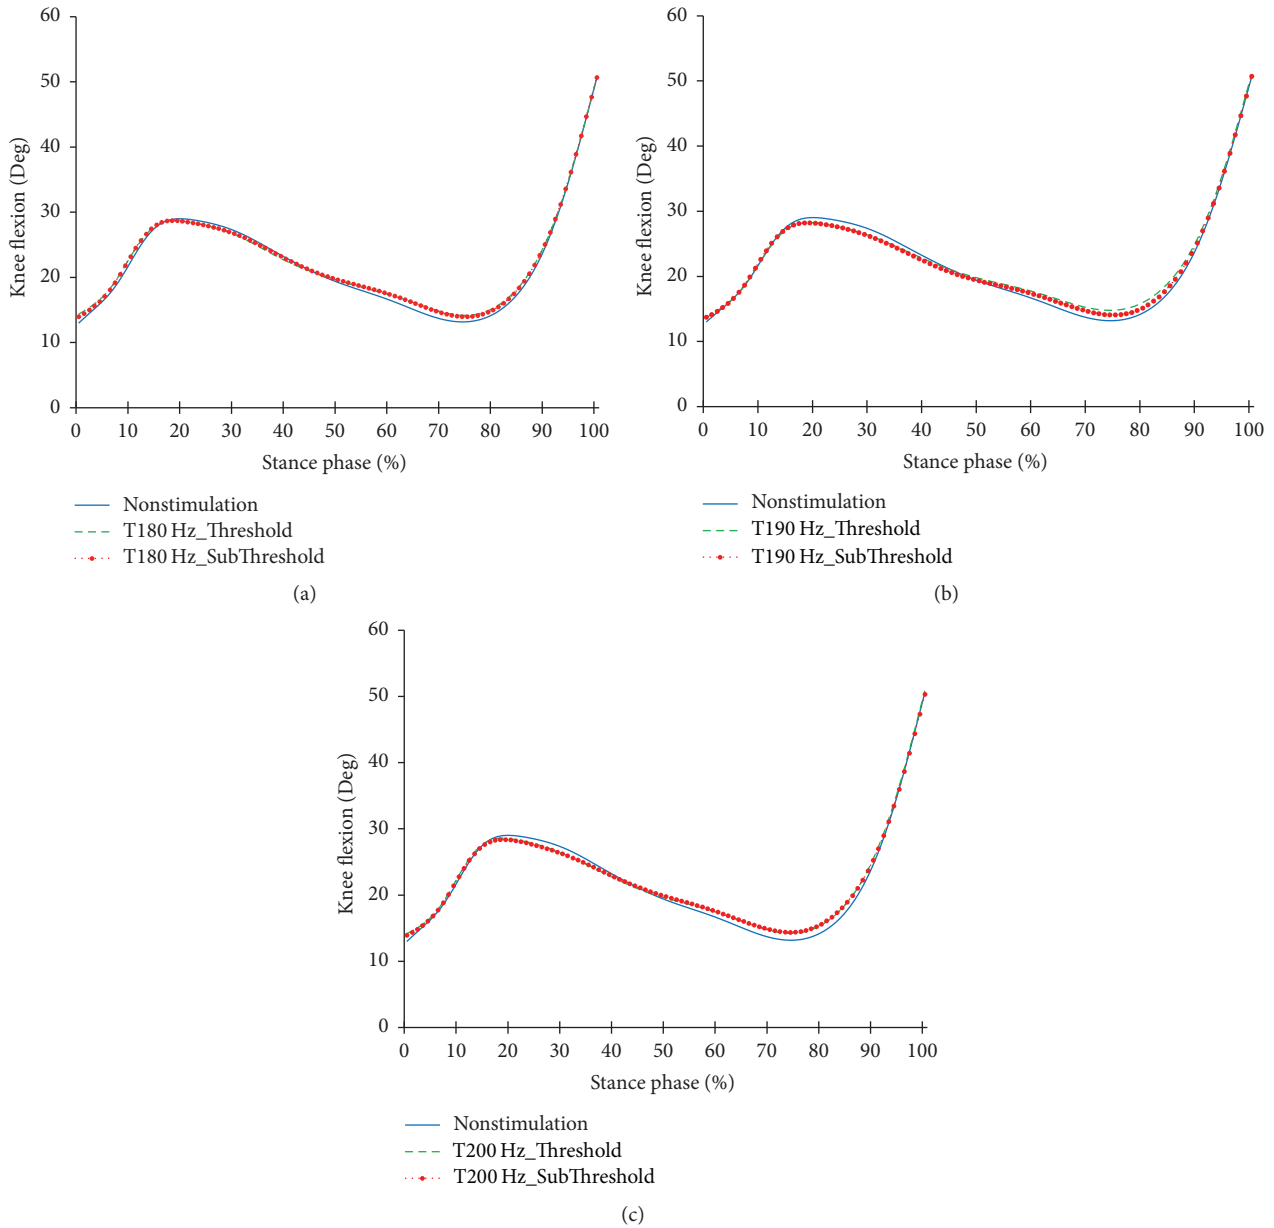 60
50
40
30
20
10
0
Knee flexion (Deg)
0 10 20 30 40 50 60 70 80 90 100
Stance phase (%)
Nonstimulation
T180 Hz_Threshold
T180 Hz_SubThreshold
(a)
60
50
40
30
20
10
0
Knee flexion (Deg)
0 10 20 30 40 50 60 70 80 90 100
Stance phase (%)
Nonstimulation
T190 Hz_Threshold
T190 Hz_SubThreshold
(b)
60
50
40
30
20
10
0
Knee flexion (Deg)
0 10 20 30 40 50 60 70 80 90 100
Stance phase (%)
Nonstimulation
T200 Hz_Threshold
T200 Hz_SubThreshold
(c)